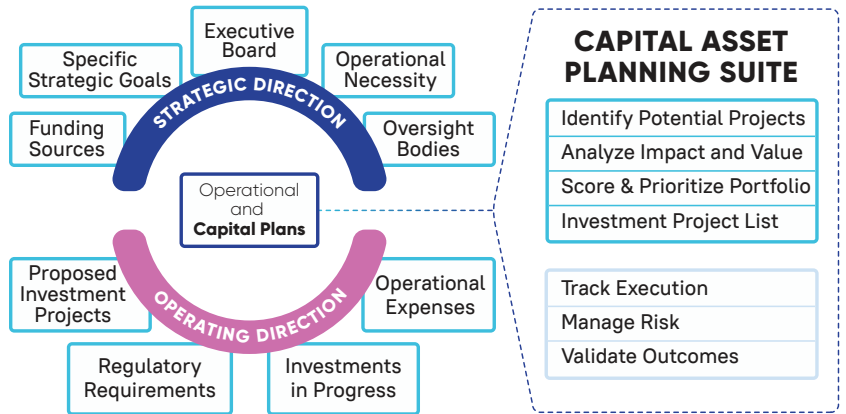 Executive
Board
Specific
Strategic Goals
Operational
Necessity
Funding
Sources
Oversight
Bodies
STRATEGIC DIRECTION
Operational
and
Capital Plans
Proposed
Investment
Projects
Operational
Expenses
OPERATING DIRECTION
Regulatory
Requirements
Investments
in Progress
CAPITAL ASSET
PLANNING SUITE
Identify Potential Projects
Analyze Impact and Value
Score & Prioritize Portfolio
Investment Project List
Track Execution
Manage Risk
Validate Outcomes